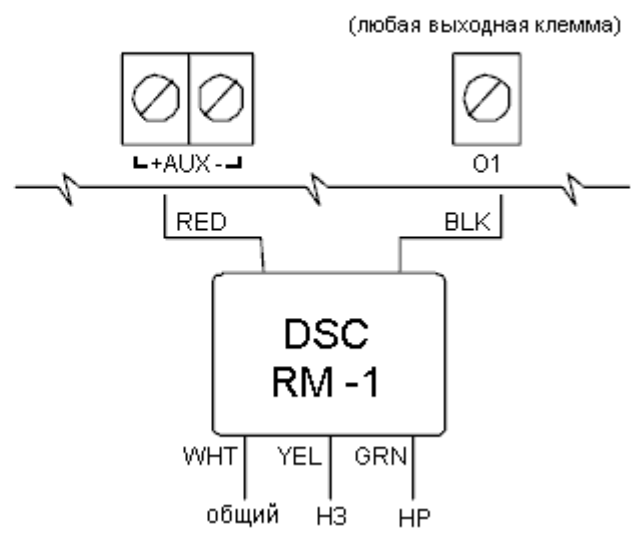 (любая выходная клемма)
+AUX -
O1
RED
BLK
DSC
RM -1
WHT
YEL
GRN
общий
НЗ
НР